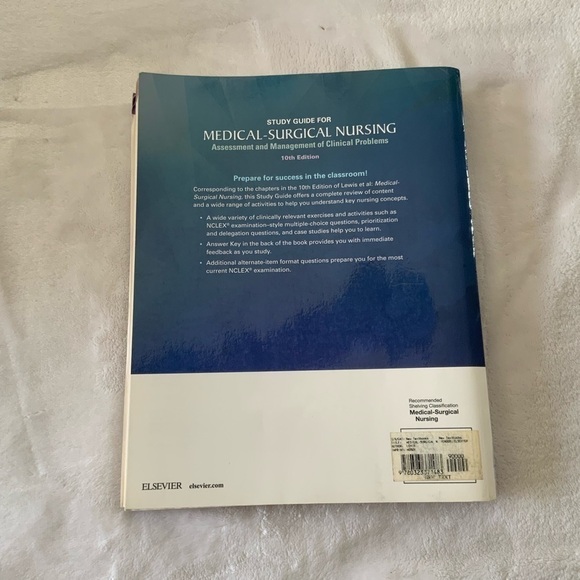 STUDY GUIDE FOR
MEDICAL-SURGICAL NURSING
Assessment and Management of Clinical Problems
10th Edition
Prepare for success in the classroom!
Corresponding to the chapters in the 10th Edition of Lewis et al: Medical-
Surgical Nursing, this Study Guide offers a complete review of content
and a wide range of activities to help you understand key nursing concepts.
• A wide variety of clinically relevant exercises and activities such as
NCLEX® examination–style multiple-choice questions, prioritization
and delegation questions, and case studies help you to learn.
• Answer Key in the back of the book provides you with immediate
feedback as you study.
• Additional alternate-item format questions prepare you for the most
current NCLEX® examination.
Recommended
Shelving Classification
Medical-Surgical
Nursing
90000
ELSEVIER elsevier.com